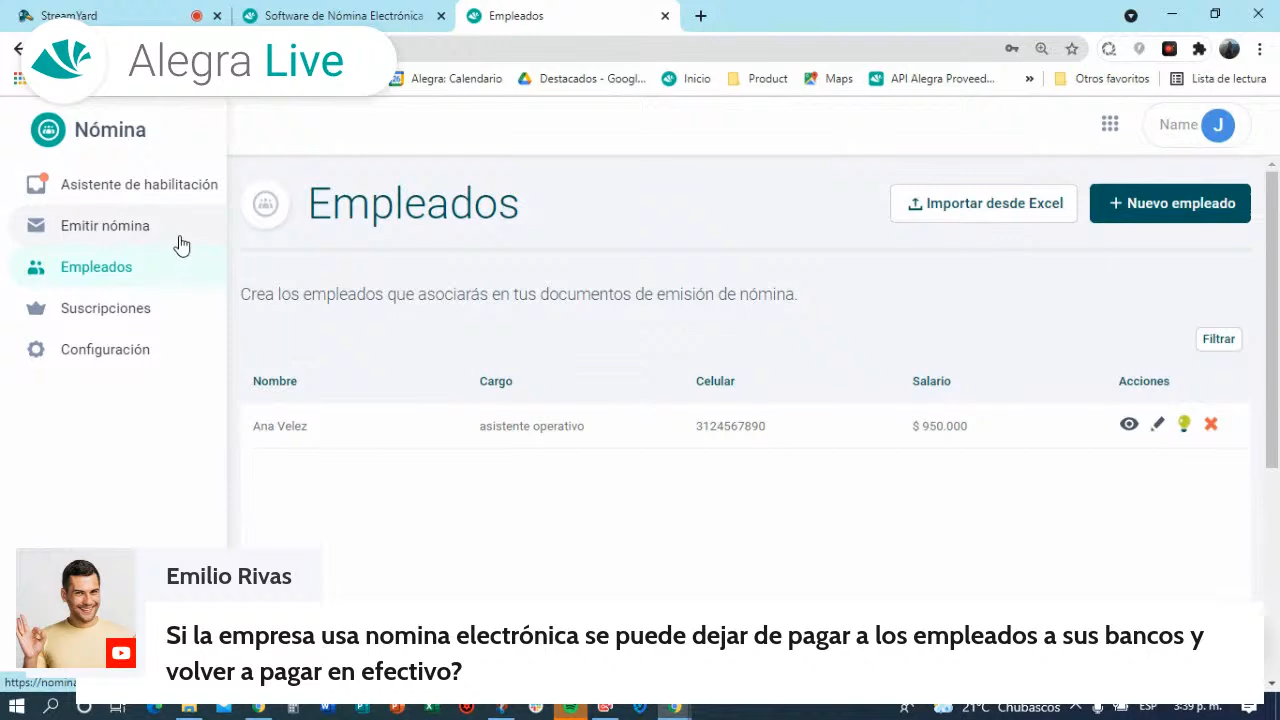 StreamYard
Software de Nómina Electrónica
Empleados
Alegra Live
Alegra: Calendario
Destacados - Googl...
Inicio
Product
Maps
API Alegra Proveed...
»
Otros favoritos
Lista de lectura
Nómina
Name J
Asistente de habilitación
Emitir nómina
Empleados
Suscripciones
Configuración
Empleados
Importar desde Excel
+ Nuevo empleado
Crea los empleados que asociarás en tus documentos de emisión de nómina.
Filtrar
Nombre Cargo Celular Salario Acciones
Ana Velez asistente operativo 3124567890 $ 950.000
Emilio Rivas
Si la empresa usa nomina electrónica se puede dejar de pagar a los empleados a sus bancos y
volver a pagar en efectivo?
https://nomina
21°C Chubascos
ESP
3:39 p. m.